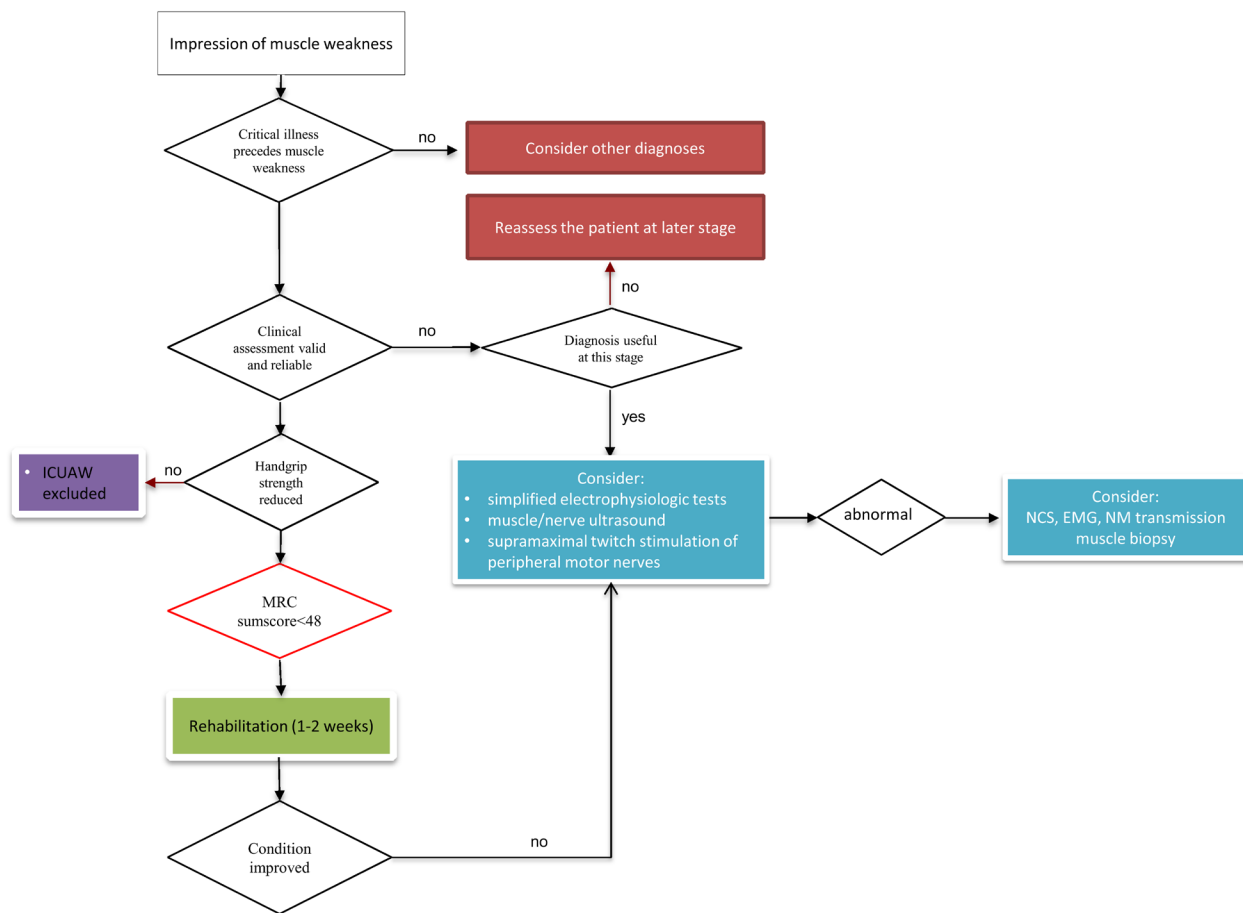 Impression of muscle weakness
Critical illness
precedes muscle
weakness
no
Consider other diagnoses
Reassess the patient at later stage
no
Clinical
assessment valid
and reliable
no
Diagnosis useful
at this stage
yes
• ICUAW
excluded
no
Handgrip
strength
reduced
Consider:
• simplified electrophysiologic tests
• muscle/nerve ultrasound
• supramaximal twitch stimulation of
peripheral motor nerves
abnormal
Consider:
NCS, EMG, NM transmission
muscle biopsy
MRC
sumscore<48
Rehabilitation (1-2 weeks)
Condition
improved
no